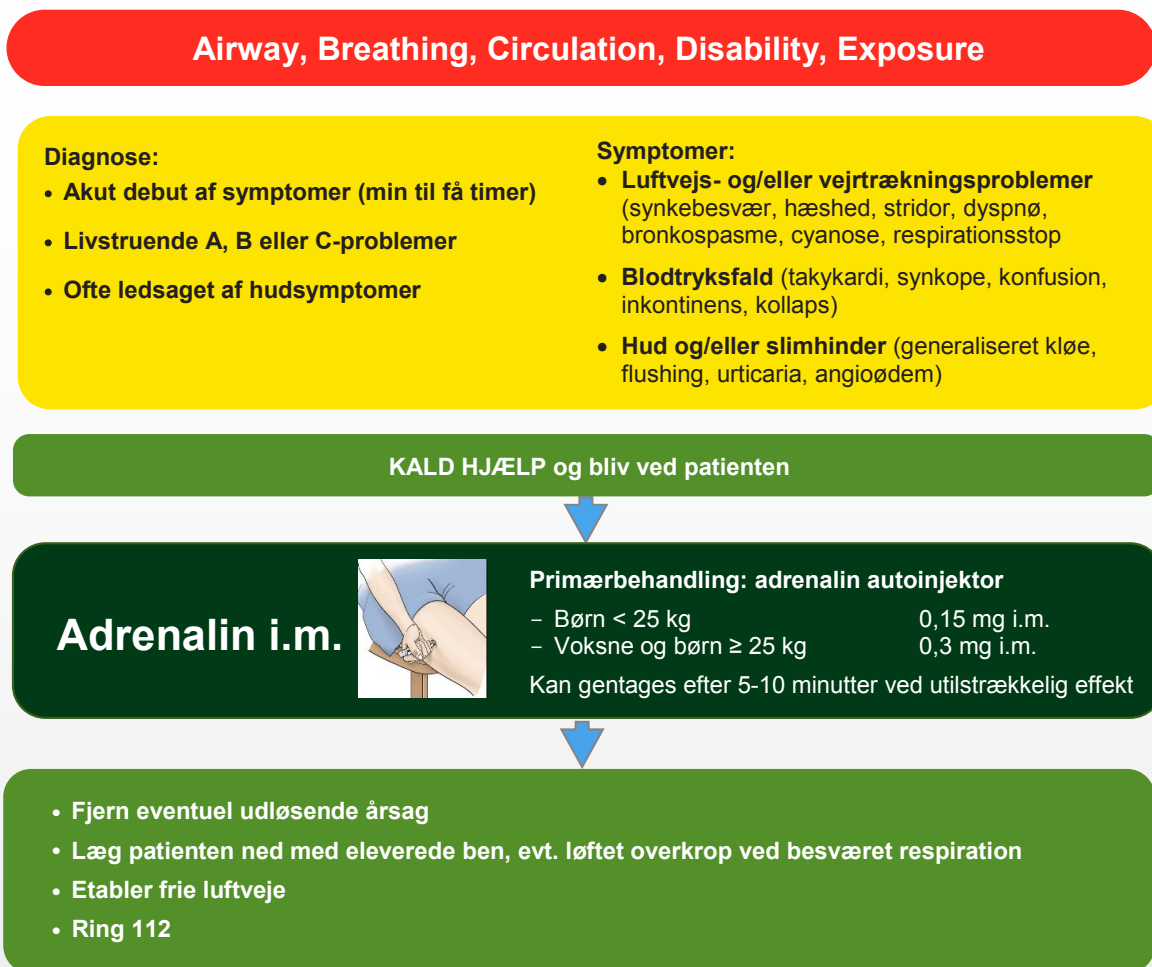 Airway, Breathing, Circulation, Disability, Exposure
Diagnose:
• Akut debut af symptomer (min til få timer)
• Livstruende A, B eller C-problemer
• Ofte ledsaget af hudsymptomer
Symptomer:
• Luftvejs- og/eller vejrtrækningsproblemer
(synkebesvær, hæshed, stridor, dyspnø,
bronkospasme, cyanose, respirationsstop
• Blodtryksfald (takykardi, synkope, konfusion,
inkontinens, kollaps)
• Hud og/eller slimhinder (generaliseret kløe,
flushing, urticaria, angioødem)
KALD HJÆLP og bliv ved patienten
Adrenalin i.m.
Primærbehandling: adrenalin autoinjektor
– Børn < 25 kg 0,15 mg i.m.
– Voksne og børn ≥ 25 kg 0,3 mg i.m.
Kan gentages efter 5-10 minutter ved utilstrækkelig effekt
• Fjern eventuel udløsende årsag
• Læg patienten ned med eleverede ben, evt. løftet overkrop ved besværet respiration
• Etabler frie luftveje
• Ring 112